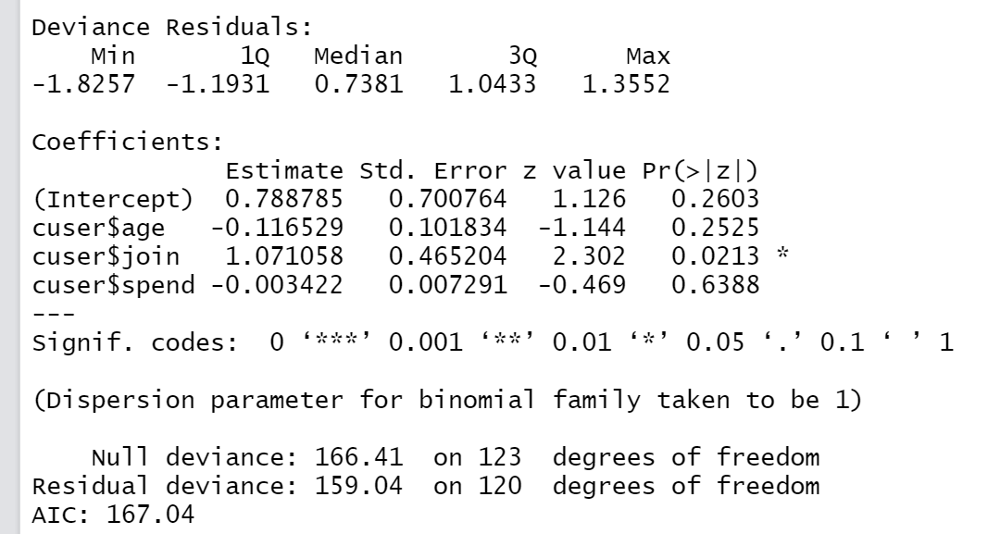 Deviance Residuals:
    Min       1Q   Median       3Q      Max
-1.8257  -1.1931   0.7381   1.0433   1.3552
Coefficients:
             Estimate Std. Error z value Pr(>|z|)
(Intercept)  0.788785   0.700764   1.126   0.2603
cuser$age   -0.116529   0.101834  -1.144   0.2525
cuser$join   1.071058   0.465204   2.302   0.0213 *
cuser$spend -0.003422   0.007291  -0.469   0.6388
---
Signif. codes:  0 ‘***’ 0.001 ‘**’ 0.01 ‘*’ 0.05 ‘.’ 0.1 ‘ ’ 1
(Dispersion parameter for binomial family taken to be 1)
    Null deviance: 166.41  on 123  degrees of freedom
Residual deviance: 159.04  on 120  degrees of freedom
AIC: 167.04